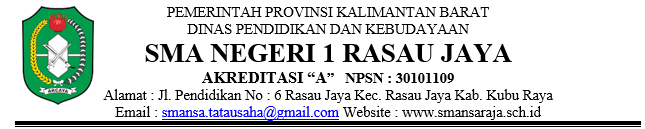 PEMERINTAH PROVINSI KALIMANTAN BARAT
DINAS PENDIDIKAN DAN KEBUDAYAAN
SMA NEGERI 1 RASAU JAYA
AKREDITASI “A” NPSN : 30101109
Alamat : Jl. Pendidikan No : 6 Rasau Jaya Kec. Rasau Jaya Kab. Kubu Raya
Email : smansa.tatausaha@gmail.com Website : www.smansaraja.sch.id
AKCAYA